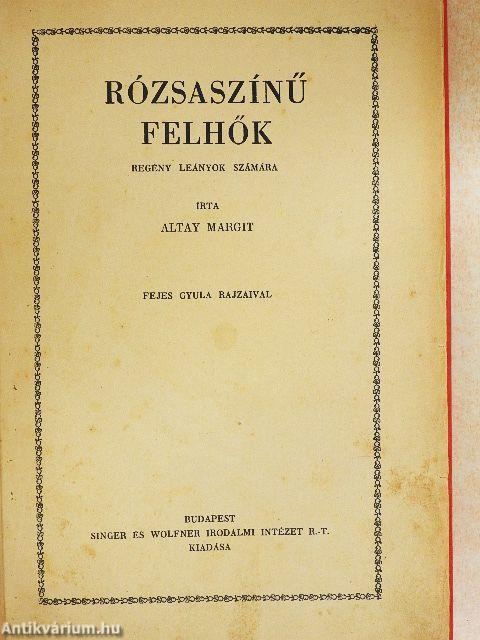 RÓZSASZÍNŰ
FELHŐK
REGÉNY LEÁNYOK SZÁMÁRA
ÍRTA
ALTAY MARGIT
FEJES GYULA RAJZAIVAL
BUDAPEST
SINGER ÉS WOLFNER IRODALMI INTÉZET R.-T.
KIADÁSA
Antikvárium.hu